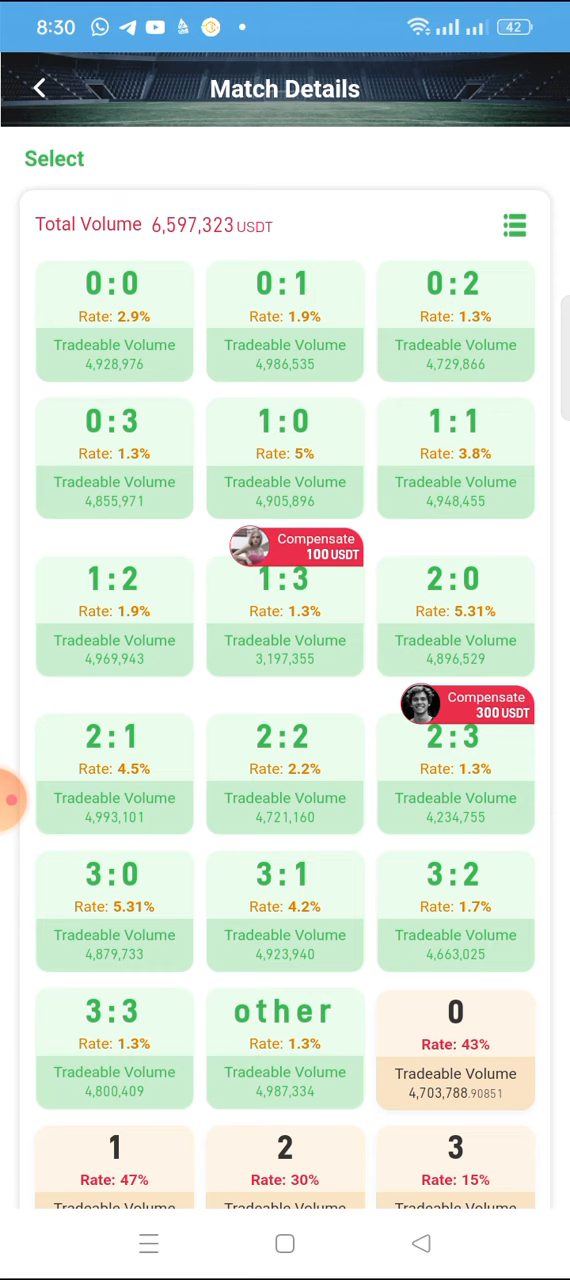 8:30
42
Match Details
Select
Total Volume 6,597,323 USDT
0:0
Rate: 2.9%
Tradeable Volume
4,928,976
0:1
Rate: 1.9%
Tradeable Volume
4,986,535
0:2
Rate: 1.3%
Tradeable Volume
4,729,866
0:3
Rate: 1.3%
Tradeable Volume
4,855,971
1:0
Rate: 5%
Tradeable Volume
4,905,896
1:1
Rate: 3.8%
Tradeable Volume
4,948,455
1:2
Rate: 1.9%
Tradeable Volume
4,969,943
Compensate
100 USDT
1:3
Rate: 1.3%
Tradeable Volume
3,197,355
2:0
Rate: 5.31%
Tradeable Volume
4,896,529
2:1
Rate: 4.5%
Tradeable Volume
4,993,101
2:2
Rate: 2.2%
Tradeable Volume
4,721,160
Compensate
300 USDT
2:3
Rate: 1.3%
Tradeable Volume
4,234,755
3:0
Rate: 5.31%
Tradeable Volume
4,879,733
3:1
Rate: 4.2%
Tradeable Volume
4,923,940
3:2
Rate: 1.7%
Tradeable Volume
4,663,025
3:3
Rate: 1.3%
Tradeable Volume
4,800,409
other
Rate: 1.3%
Tradeable Volume
4,987,334
0
Rate: 43%
Tradeable Volume
4,703,788.90851
1
Rate: 47%
Tradeable Volume
2
Rate: 30%
Tradeable Volume
3
Rate: 15%
Tradeable Volume